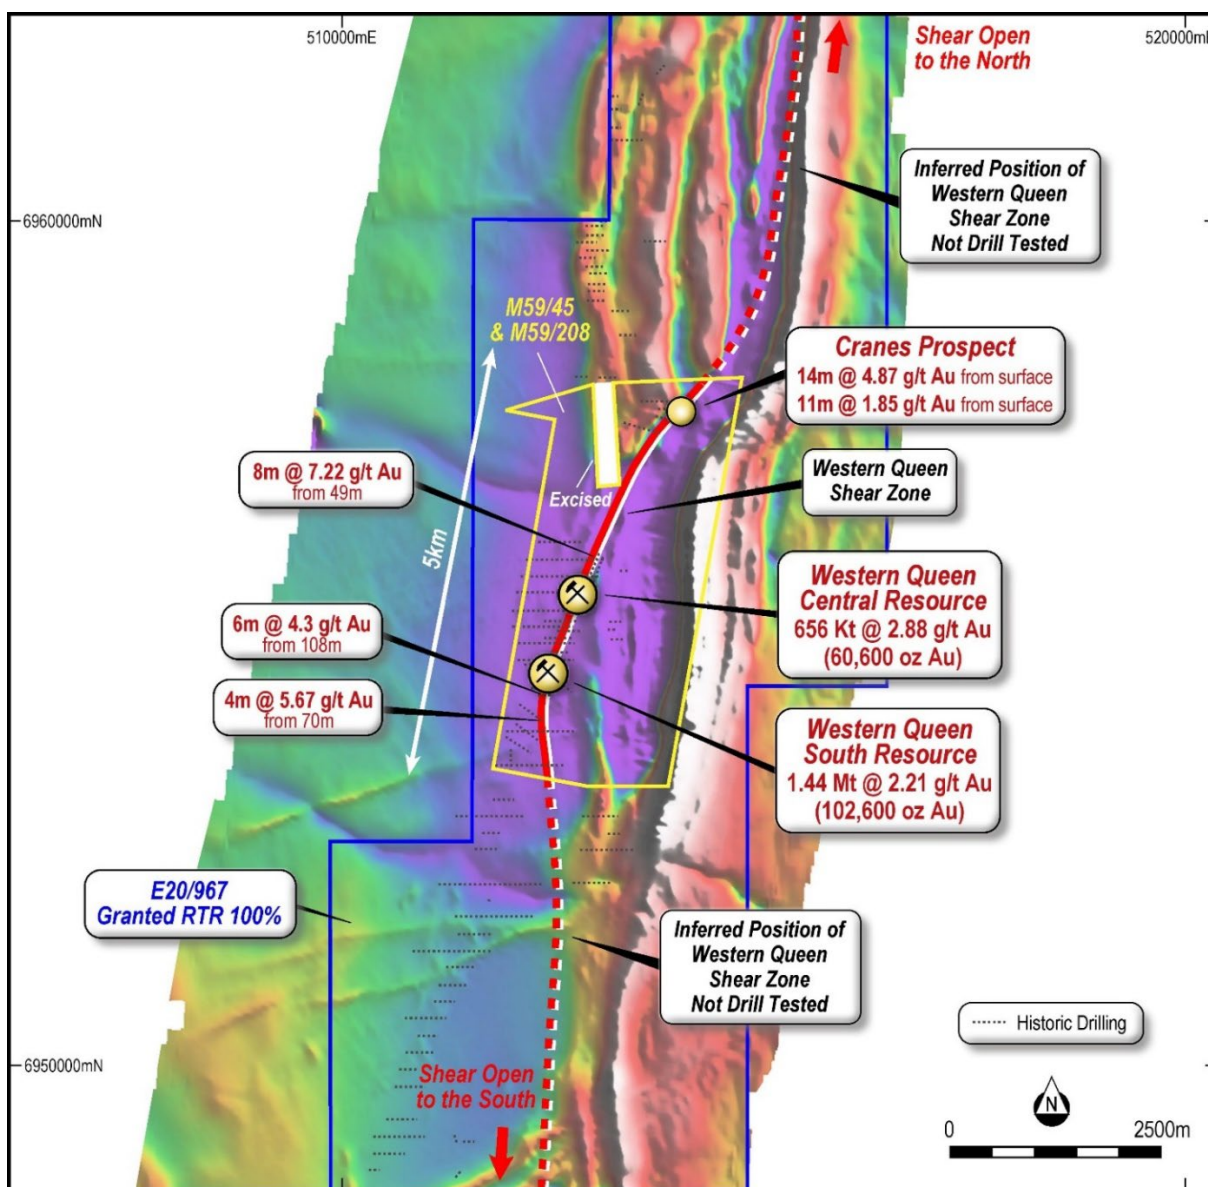 510000mE
520000mE
Shear Open
to the North
Inferred Position of
Western Queen
Shear Zone
Not Drill Tested
6960000mN
M59/45
& M59/208
Cranes Prospect
14m @ 4.87 g/t Au from surface
11m @ 1.85 g/t Au from surface
8m @ 7.22 g/t Au
from 49m
Excised
Western Queen
Shear Zone
5km
Western Queen
Central Resource
656 Kt @ 2.88 g/t Au
(60,600 oz Au)
6m @ 4.3 g/t Au
from 108m
4m @ 5.67 g/t Au
from 70m
Western Queen
South Resource
1.44 Mt @ 2.21 g/t Au
(102,600 oz Au)
E20/967
Granted RTR 100%
Inferred Position of
Western Queen
Shear Zone
Not Drill Tested
Historic Drilling
6950000mN
Shear Open
to the South
N
0 2500m